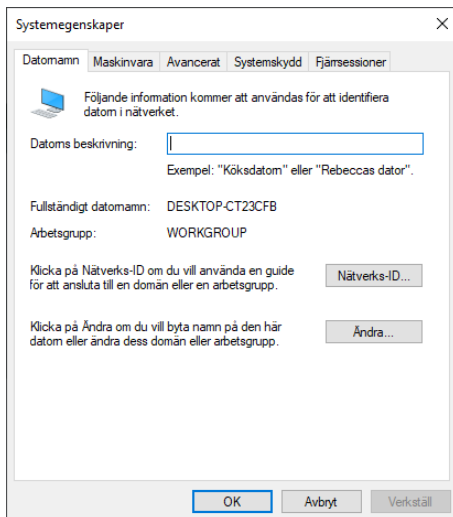 Systemegenskaper
Datornamn Maskinvara Avancerat Systemskydd Fjärrsessioner
Följande information kommer att användas för att identifiera
datorn i nätverket.
Datorns beskrivning:
Exempel: "Köksdatorn" eller "Rebeccas dator".
Fullständigt datornamn: DESKTOP-CT23CFB
Arbetsgrupp: WORKGROUP
Klicka på Nätverks-ID om du vill använda en guide
för att ansluta till en domän eller en arbetsgrupp.
Nätverks-ID...
Klicka på Ändra om du vill byta namn på den här
datorn eller ändra dess domän eller arbetsgrupp.
Ändra...
OK Avbryt Verkställ